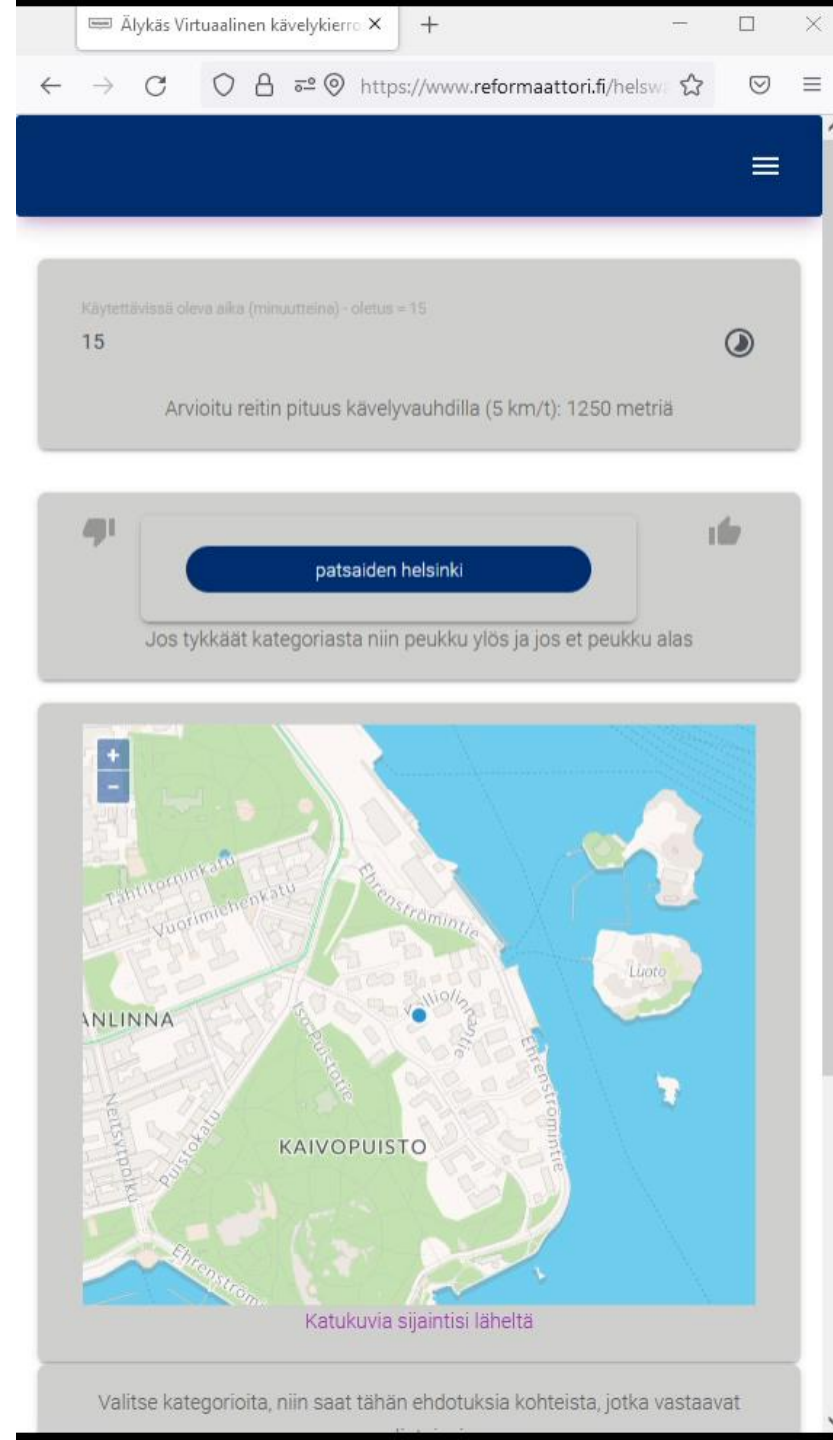 Älykäs Virtuaalinen kävelykierro
https://www.reformaattori.fi/helsw
Käytettävissä oleva aika (minuutteina) - oletus = 15
15
Arvioitu reitin pituus kävelyvauhdilla (5 km/t): 1250 metriä
patsaiden helsinki
Jos tykkäät kategoriasta niin peukku ylös ja jos et peukku alas
+
−
Tähtitorninkatu
Vuorimiehenkatu
Ehrenströmintie
Luoto
Kalliolinnantie
ANLINNA
Iso Puistotie
Ehrenströmintie
Neitsytpolku
Puistokatu
KAIVOPUISTO
Ehrenström
Katukuvia sijaintisi läheltä
Valitse kategorioita, niin saat tähän ehdotuksia kohteista, jotka vastaavat